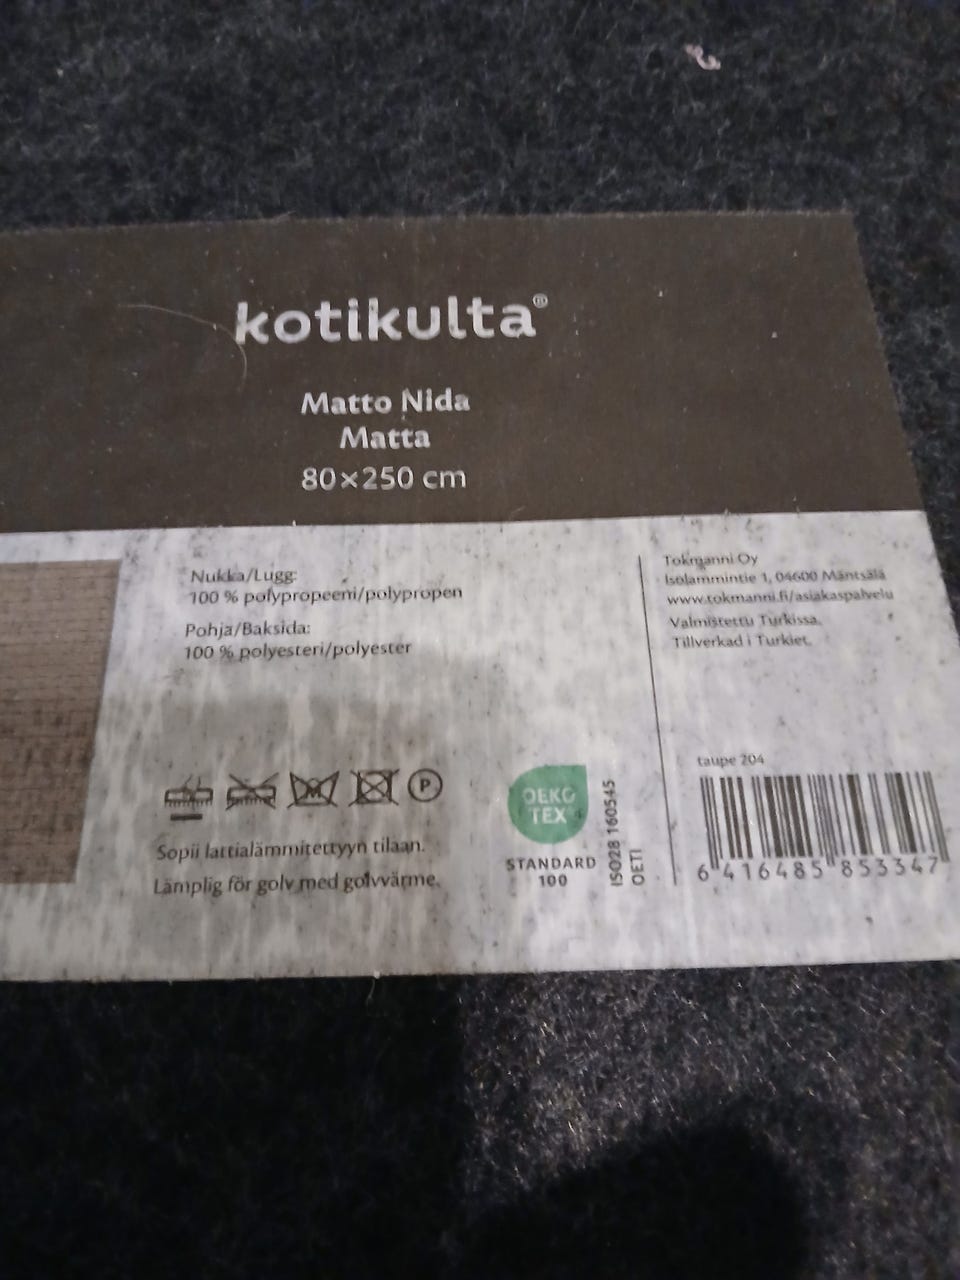 kotikulta®
Matto Nida
Matta
80×250 cm
Nukka/Lugg:
100 % polypropeeni/polypropen
Pohja/Baksida:
100 % polyesteri/polyester
P
Sopii lattialämmitettyyn tilaan.
Lämplig för golv med golvvärme.
OEKO
TEX
STANDARD
100
ISO28 160545
OETI
Tokmanni Oy
Isolammintie 1, 04600 Mäntsälä
www.tokmanni.fi/asiakaspalvelu
Valmistettu Turkissa.
Tillverkad i Turkiet.
taupe 204
6 416485 853347